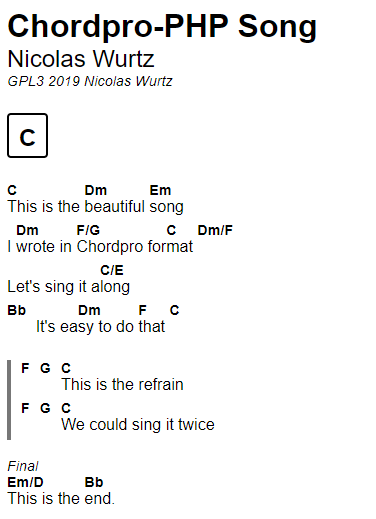 Chordpro-PHP Song
Nicolas Wurtz
GPL3 2019 Nicolas Wurtz
C
C Dm Em
This is the beautiful song
Dm F/G C Dm/F
I wrote in Chordpro format
C/E
Let's sing it along
Bb Dm F C
It's easy to do that
F G C
This is the refrain
F G C
We could sing it twice
Final
Em/D Bb
This is the end.